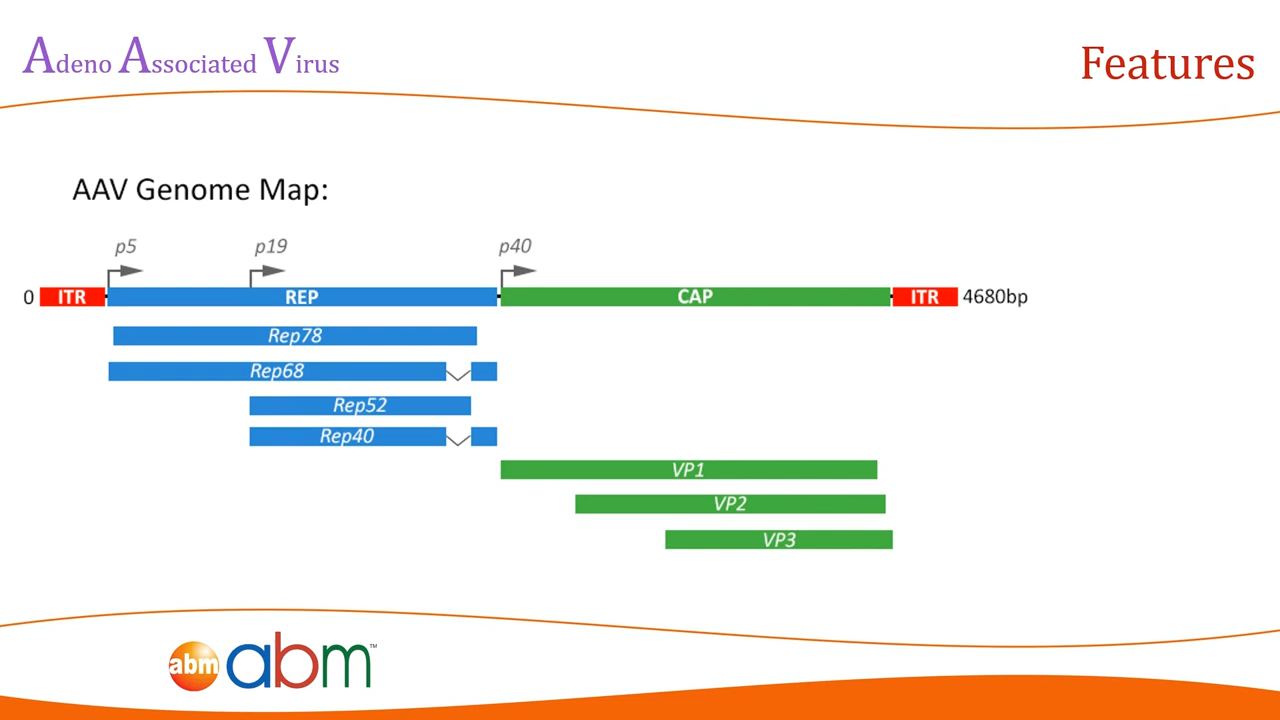 Adeno Associated Virus
Features
AAV Genome Map:
p5 p19 p40
0 ITR REP CAP ITR 4680bp
Rep78
Rep68
Rep52
Rep40
VP1
VP2
VP3
abm abm™